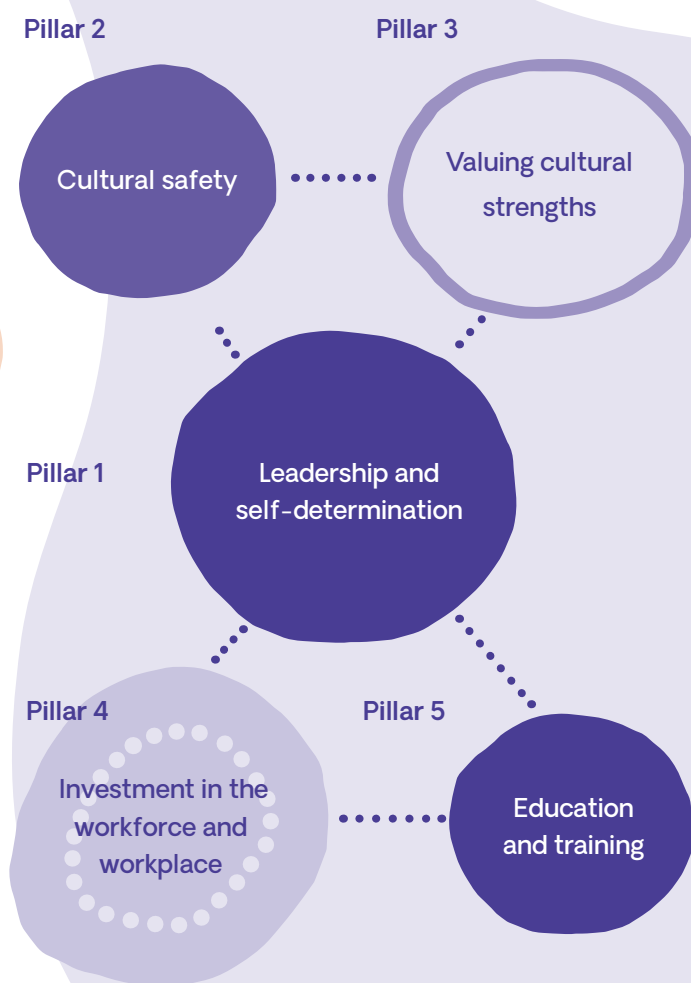 Pillar 2
Cultural safety
Pillar 3
Valuing cultural
strengths
Pillar 1
Leadership and
self-determination
Pillar 4
Investment in the
workforce and
workplace
Pillar 5
Education
and training